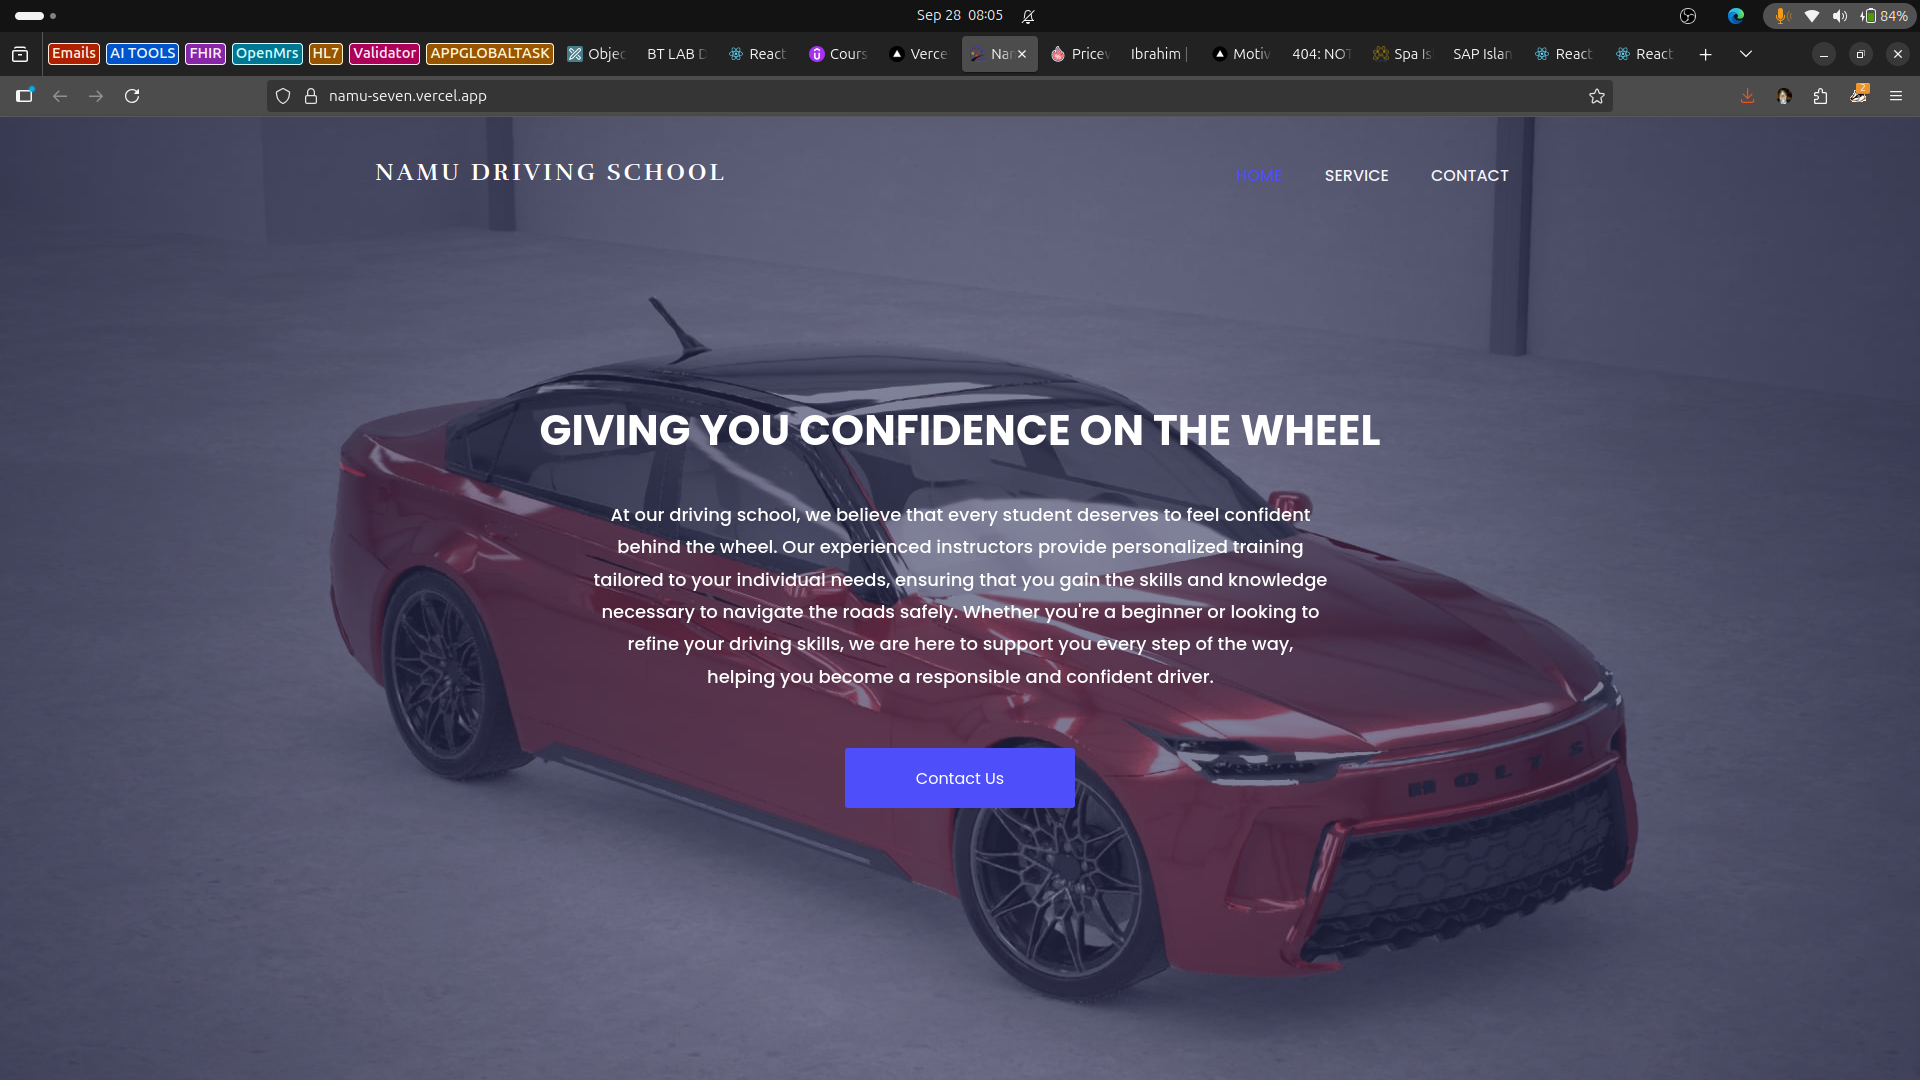 Sep 28 08:05
84%
Emails
AI TOOLS
FHIR
OpenMrs
HL7
Validator
APPGLOBALTASK
Objec
BT LAB D
React
Cours
Verce
Nar
Pricew
Ibrahim |
Motiv
404: NOT
Spa Is
SAP Islan
React
React
namu-seven.vercel.app
2
NAMU DRIVING SCHOOL
HOME
SERVICE
CONTACT
GIVING YOU CONFIDENCE ON THE WHEEL
At our driving school, we believe that every student deserves to feel confident
behind the wheel. Our experienced instructors provide personalized training
tailored to your individual needs, ensuring that you gain the skills and knowledge
necessary to navigate the roads safely. Whether you're a beginner or looking to
refine your driving skills, we are here to support you every step of the way,
helping you become a responsible and confident driver.
Contact Us
HOLTS